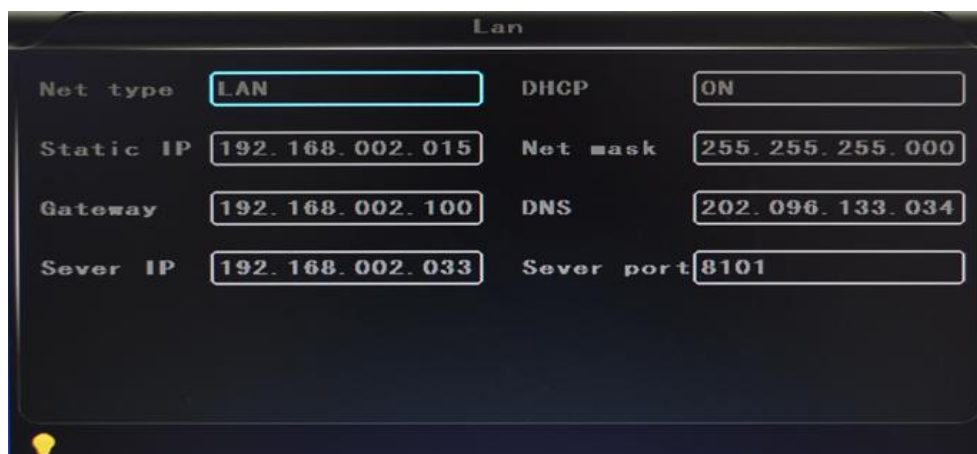 Lan
Net type LAN DHCP ON
Static IP 192.168.002.015 Net mask 255.255.255.000
Gateway 192.168.002.100 DNS 202.096.133.034
Sever IP 192.168.002.033 Sever port 8101